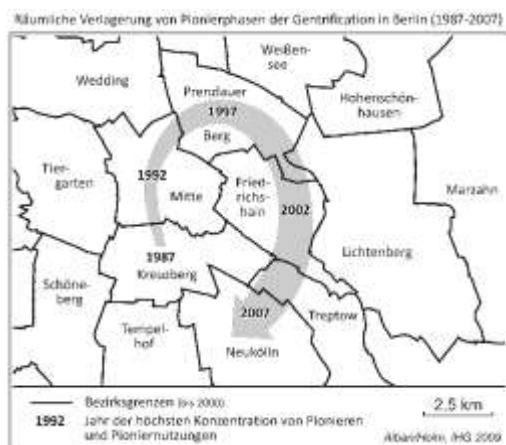 Räumliche Verlagerung von Pionierphasen der Gentrification in Berlin (1987-2007)
Weißen-
see
Wedding
Prenzlauer
1997
Berg
Hohenschön-
hausen
Tier-
garten
1992
Mitte
Fried-
richs-
hain
2002
Marzahn
Lichtenberg
1987
Kreuzberg
Schöne-
berg
Tempel-
hof
2007
Neukölln
Treptow
Bezirksgrenzen (bis 2000)
1992 Jahr der höchsten Konzentration von Pionieren
und Pioniernutzungen
2.5 km
Alban/Holm, IHG 2009